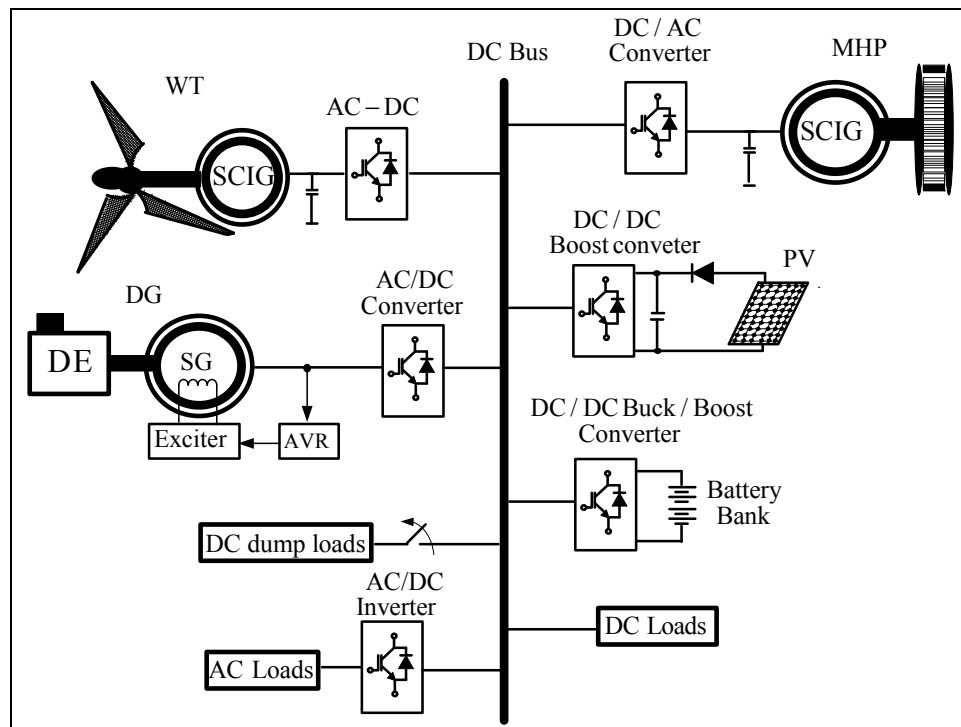 DC Bus
DC / AC
Converter
MHP
WT
AC – DC
SCIG
SCIG
DC / DC
Boost conveter
PV
DG
AC/DC
Converter
DE
SG
Exciter
AVR
DC / DC Buck / Boost
Converter
Battery
Bank
DC dump loads
AC/DC
Inverter
DC Loads
AC Loads